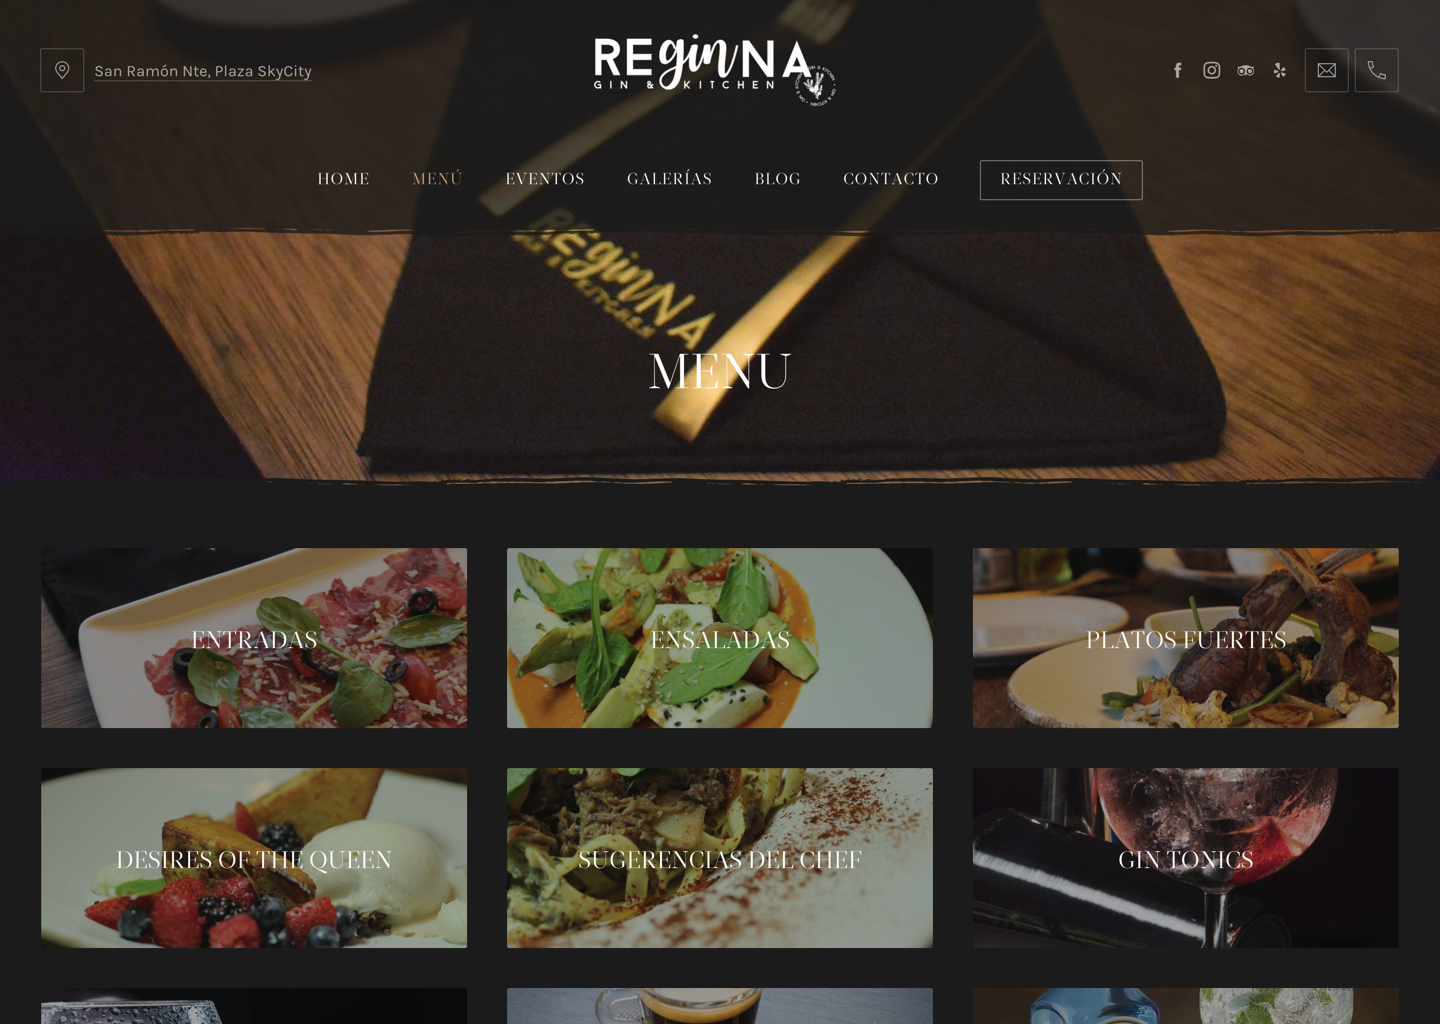 San Ramón Nte, Plaza SkyCity
REginNA
GIN & KITCHEN
HOME
MENÚ
EVENTOS
GALERÍAS
BLOG
CONTACTO
RESERVACIÓN
REginNA
MENU
ENTRADAS
ENSALADAS
PLATOS FUERTES
DESIRES OF THE QUEEN
SUGERENCIAS DEL CHEF
GIN TONICS